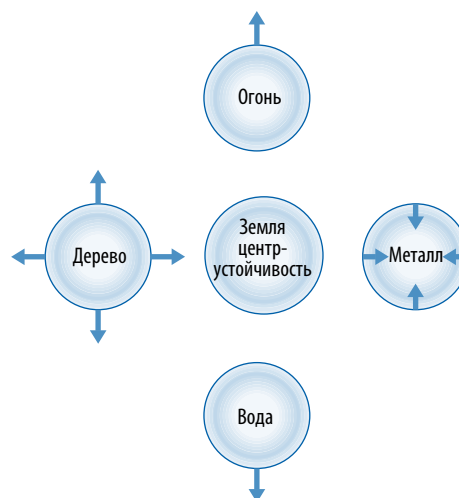 Огонь
Дерево
Земля
центр-
устойчивость
Металл
Вода